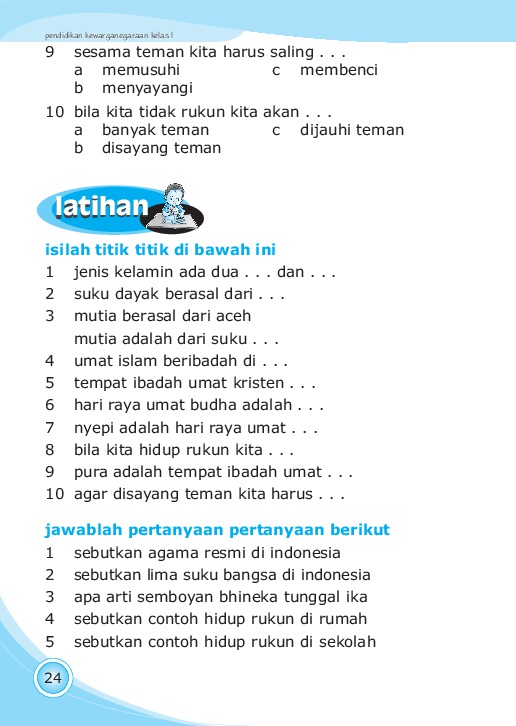 pendidikan kewarganegaraan kelas I
9 sesama teman kita harus saling . . .
a memusuhi c membenci
b menyayangi
10 bila kita tidak rukun kita akan . . .
a banyak teman c dijauhi teman
b disayang teman
latihan
isilah titik titik di bawah ini
1 jenis kelamin ada dua . . . dan . . .
2 suku dayak berasal dari . . .
3 mutia berasal dari aceh
mutia adalah dari suku . . .
4 umat islam beribadah di . . .
5 tempat ibadah umat kristen . . .
6 hari raya umat budha adalah . . .
7 nyepi adalah hari raya umat . . .
8 bila kita hidup rukun kita . . .
9 pura adalah tempat ibadah umat . . .
10 agar disayang teman kita harus . . .
jawablah pertanyaan pertanyaan berikut
1 sebutkan agama resmi di indonesia
2 sebutkan lima suku bangsa di indonesia
3 apa arti semboyan bhineka tunggal ika
4 sebutkan contoh hidup rukun di rumah
5 sebutkan contoh hidup rukun di sekolah
24